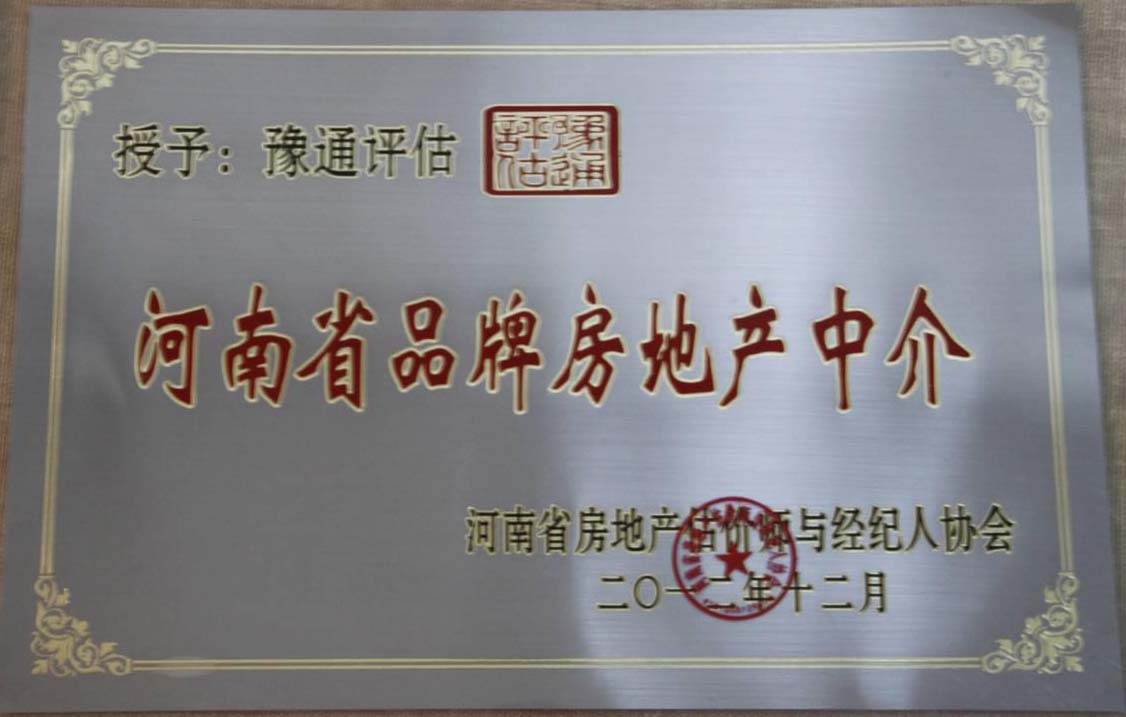 授予：豫通评估 豫通評估
河南省品牌房地产中介
河南省房地产估价师与经纪人协会
二〇一二年十二月